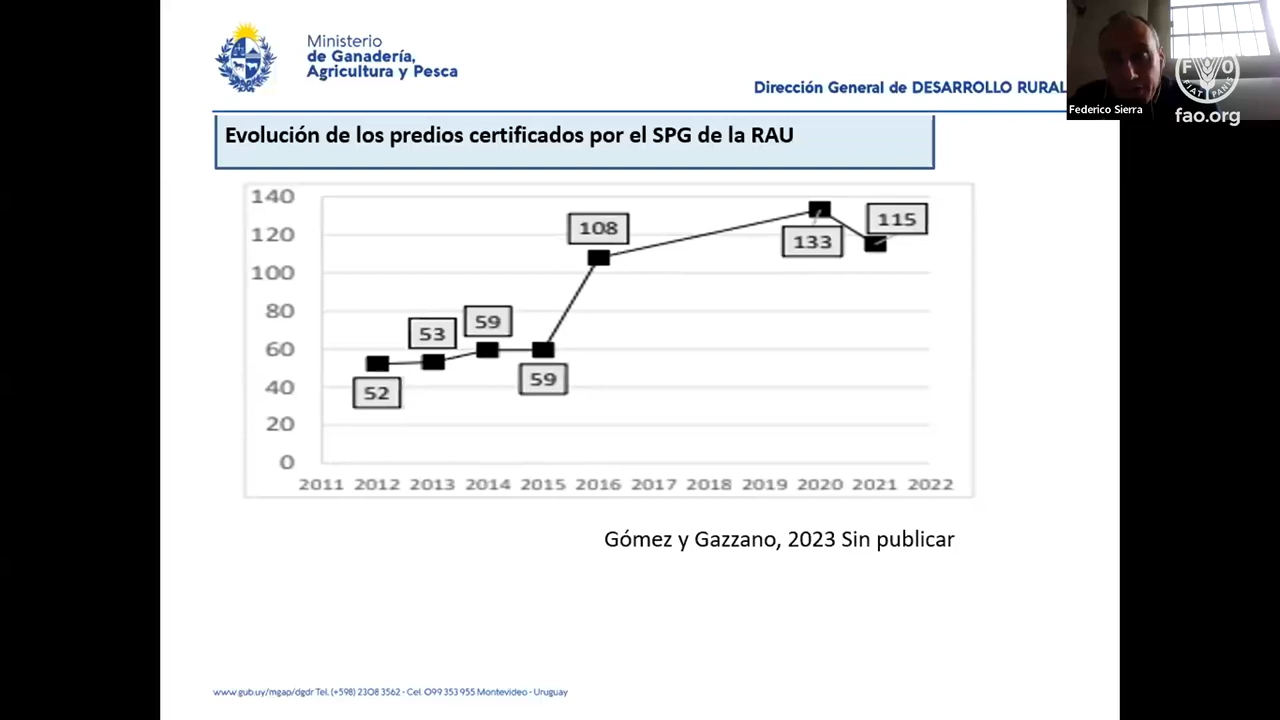 Ministerio
de Ganadería,
Agricultura y Pesca
Dirección General de DESARROLLO RURAL
Federico Sierra
FAO
FIAT PANIS
fao.org
Evolución de los predios certificados por el SPG de la RAU
140
120
100
80
60
40
20
0
52
53
59
59
108
133
115
2011 2012 2013 2014 2015 2016 2017 2018 2019 2020 2021 2022
Gómez y Gazzano, 2023 Sin publicar
www.gub.uy/mgap/dgdr Tel. (+598) 2308 3562 - Cel. 099 353 955 Montevideo - Uruguay